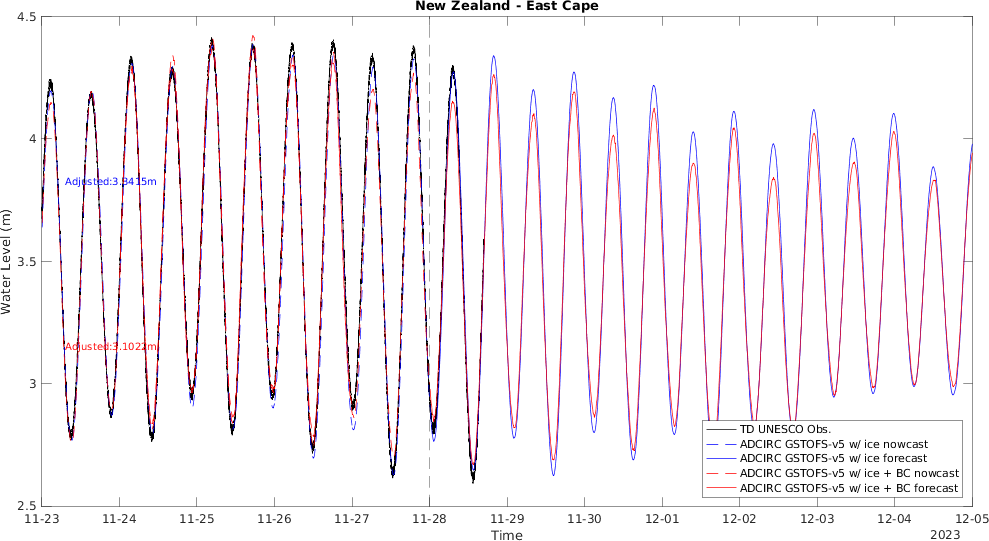 New Zealand - East Cape
4.5
4
3.5
3
2.5
Water Level (m)
Adjusted:3.3415m
Adjusted:3.1022m
TD UNESCO Obs.
ADCIRC GSTOFS-v5 w/ ice nowcast
ADCIRC GSTOFS-v5 w/ ice forecast
ADCIRC GSTOFS-v5 w/ ice + BC nowcast
ADCIRC GSTOFS-v5 w/ ice + BC forecast
11-23 11-24 11-25 11-26 11-27 11-28 11-29 11-30 12-01 12-02 12-03 12-04 12-05
Time
2023